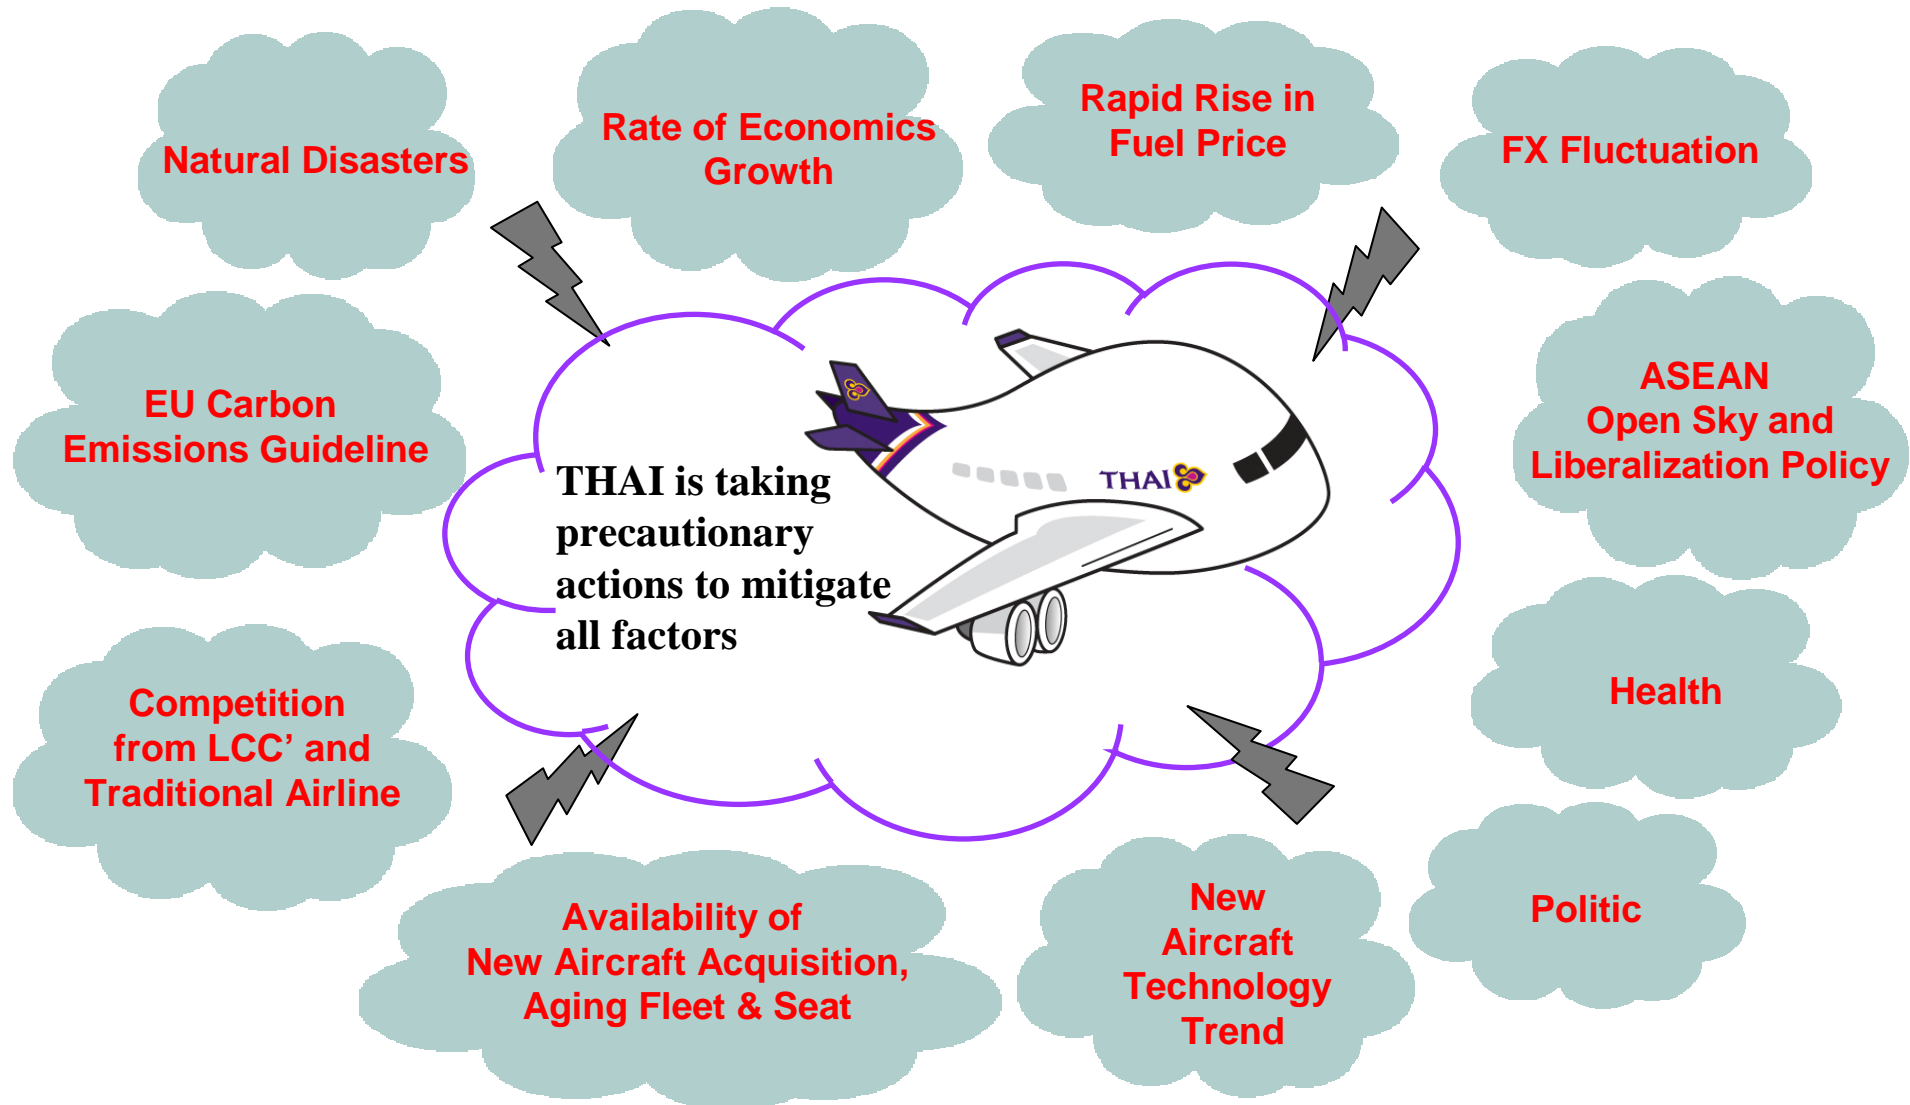 Natural Disasters
Rate of Economics
Growth
Rapid Rise in
Fuel Price
FX Fluctuation
EU Carbon
Emissions Guideline
ASEAN
Open Sky and
Liberalization Policy
THAI is taking
precautionary
actions to mitigate
all factors
THAI
Competition
from LCC’ and
Traditional Airline
Health
Availability of
New Aircraft Acquisition,
Aging Fleet & Seat
New
Aircraft
Technology
Trend
Politic